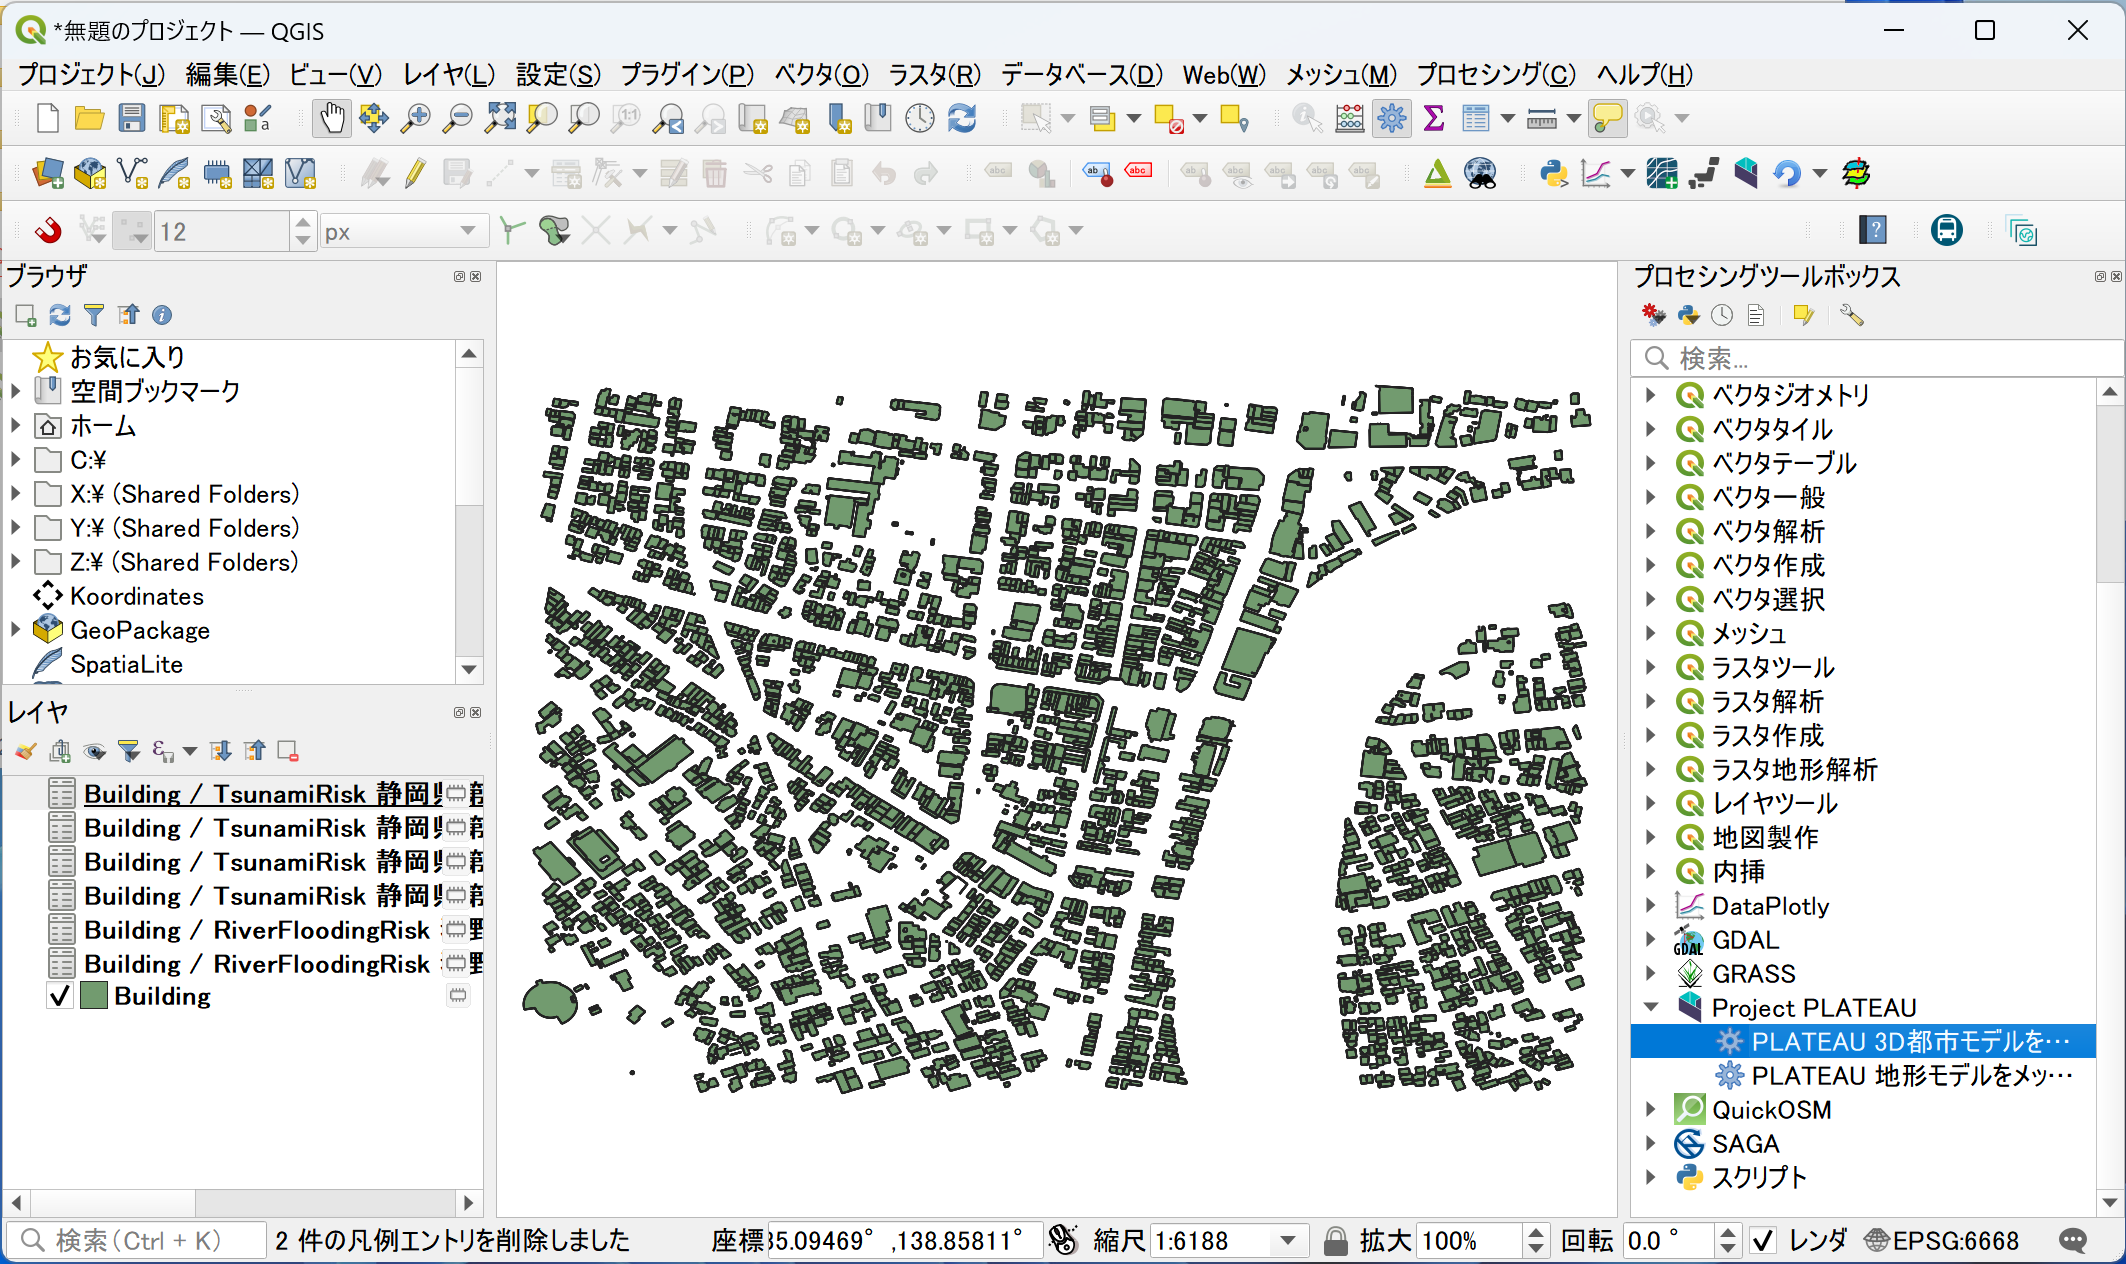 *無題のプロジェクト — QGIS
プロジェクト(J) 編集(E) ビュー(V) レイヤ(L) 設定(S) プラグイン(P) ベクタ(O) ラスタ(R) データベース(D) Web(W) メッシュ(M) プロセシング(C) ヘルプ(H)
12 px
ブラウザ
お気に入り
空間ブックマーク
ホーム
C:¥
X:¥ (Shared Folders)
Y:¥ (Shared Folders)
Z:¥ (Shared Folders)
Koordinates
GeoPackage
SpatiaLite
レイヤ
Building / TsunamiRisk 静岡県
Building / TsunamiRisk 静岡県
Building / TsunamiRisk 静岡県
Building / TsunamiRisk 静岡県
Building / RiverFloodingRisk
Building / RiverFloodingRisk
Building
プロセシングツールボックス
検索...
ベクタジオメトリ
ベクタタイル
ベクタテーブル
ベクタ一般
ベクタ解析
ベクタ作成
ベクタ選択
メッシュ
ラスタツール
ラスタ解析
ラスタ作成
ラスタ地形解析
レイヤツール
地図製作
内挿
DataPlotly
GDAL
GRASS
Project PLATEAU
PLATEAU 3D都市モデルを…
PLATEAU 地形モデルをメッ…
QuickOSM
SAGA
スクリプト
検索(Ctrl + K) 2 件の凡例エントリを削除しました 座標 35.09469° ,138.85811° 縮尺 1:6188 拡大 100% 回転 0.0 ° レンダ EPSG:6668